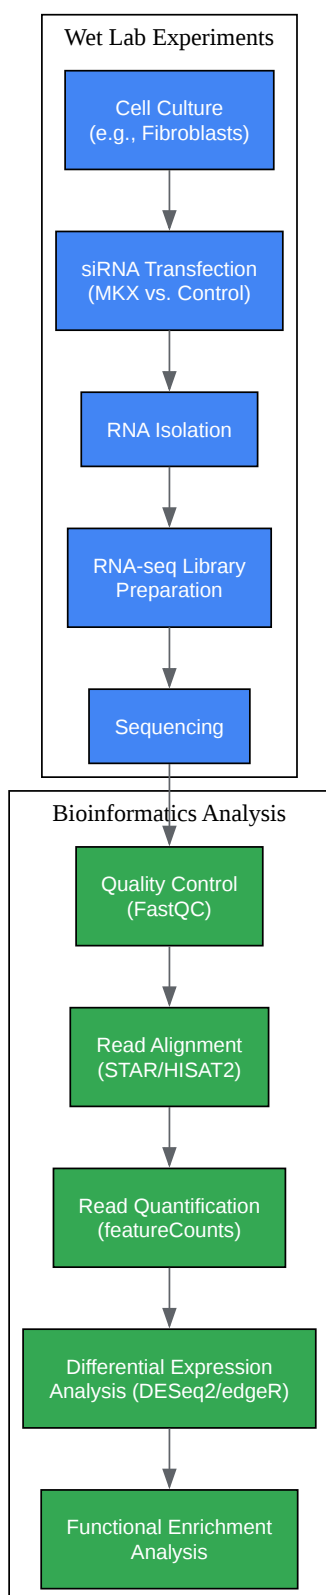 Wet Lab Experiments
Cell Culture
(e.g., Fibroblasts)
siRNA Transfection
(MKX vs. Control)
RNA Isolation
RNA-seq Library
Preparation
Sequencing
Bioinformatics Analysis
Quality Control
(FastQC)
Read Alignment
(STAR/HISAT2)
Read Quantification
(featureCounts)
Differential Expression
Analysis (DESeq2/edgeR)
Functional Enrichment
Analysis